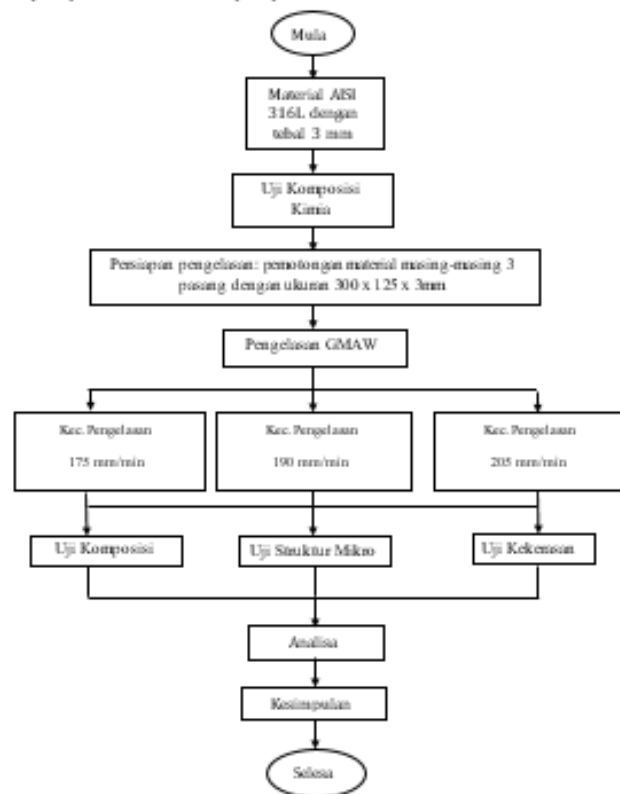 Mula
Material AISI
316L dengan
tebal 3 mm
Uji Komposisi
Kimia
Persiapan pengelasan: pemotongan material masing-masing 3
pasang dengan ukuran 300 x 125 x 3mm
Pengelasan GMAW
Kec. Pengelasan
175 mm/min
Kec. Pengelasan
190 mm/min
Kec. Pengelasan
205 mm/min
Uji Komposisi
Uji Struktur Mikro
Uji Kekerasan
Analisa
Kesimpulan
Selesa